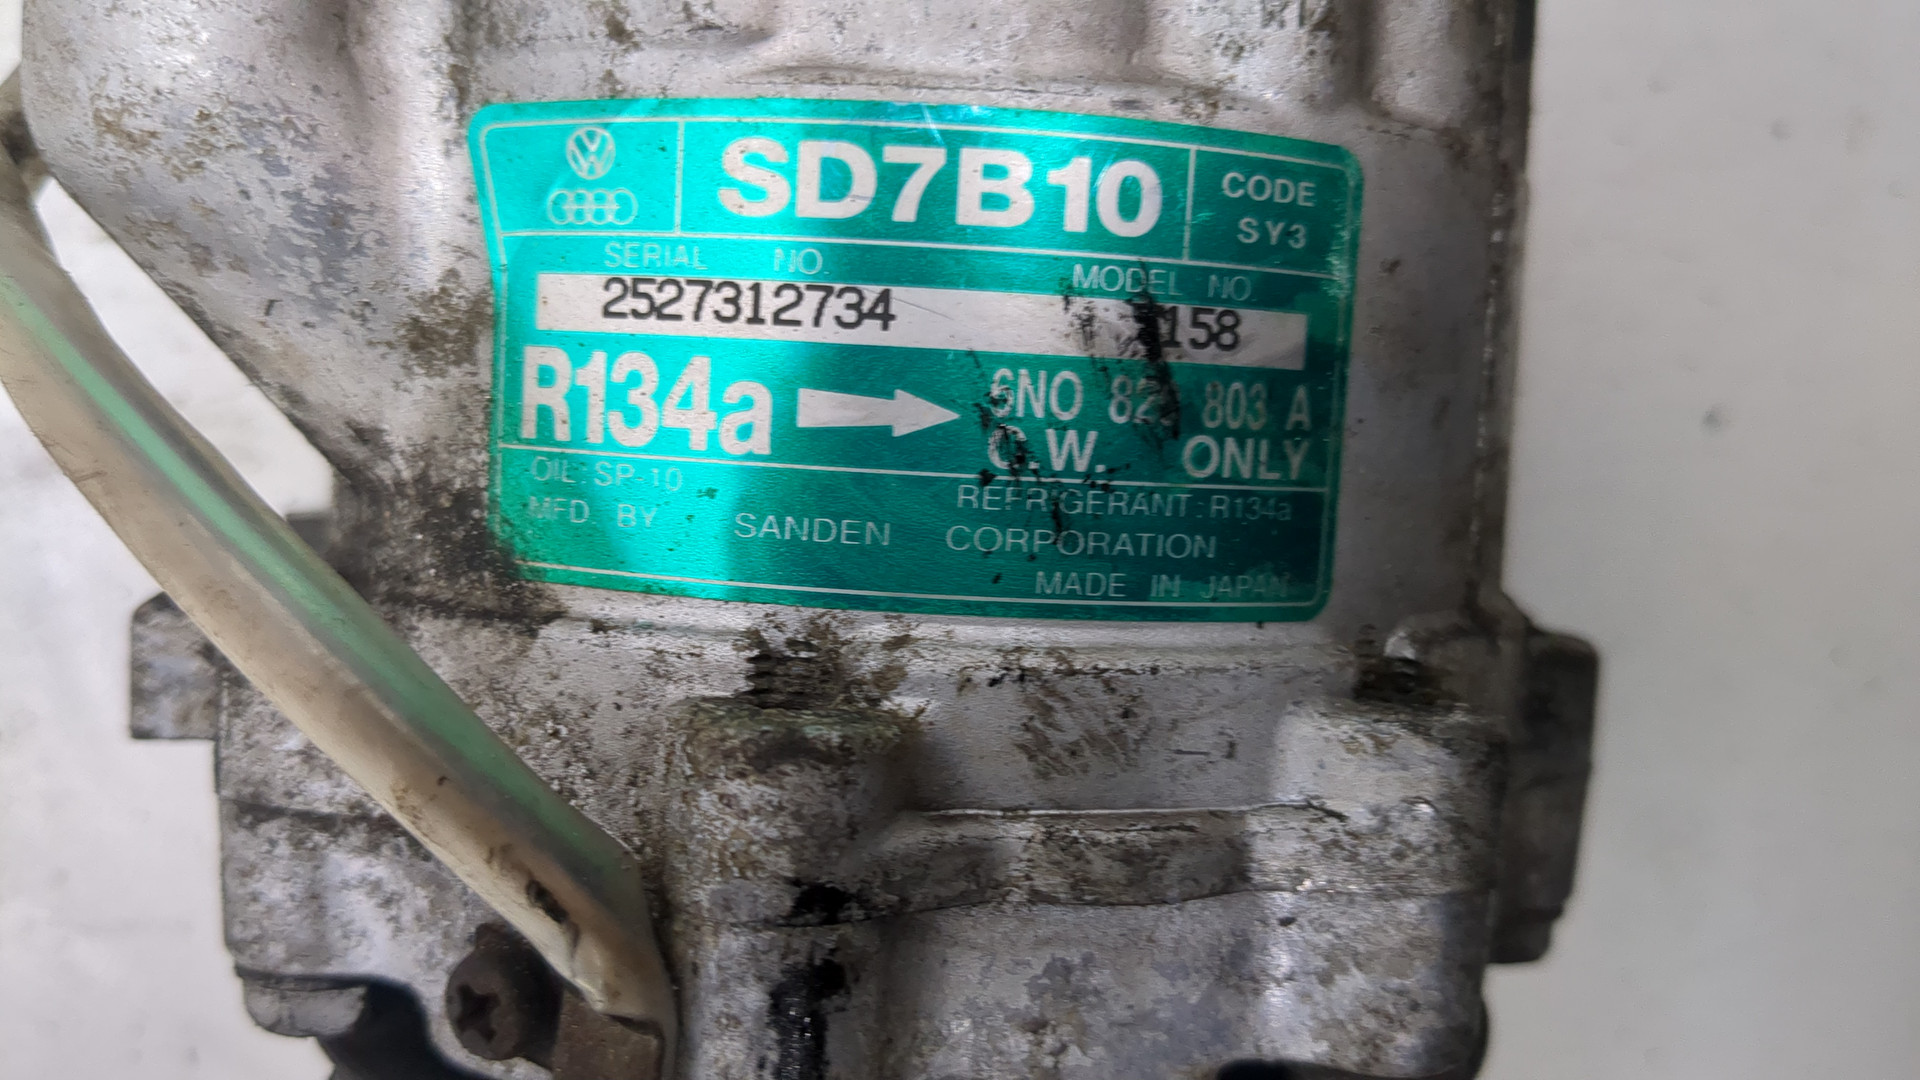 SD7B10
CODE
SY3
SERIAL NO.
MODEL NO.
2527312734
158
R134a
6NO 803 A
O.W. ONLY
OIL: SP-10
REFRIGERANT: R134a
MFD. BY SANDEN CORPORATION
MADE IN JAPAN